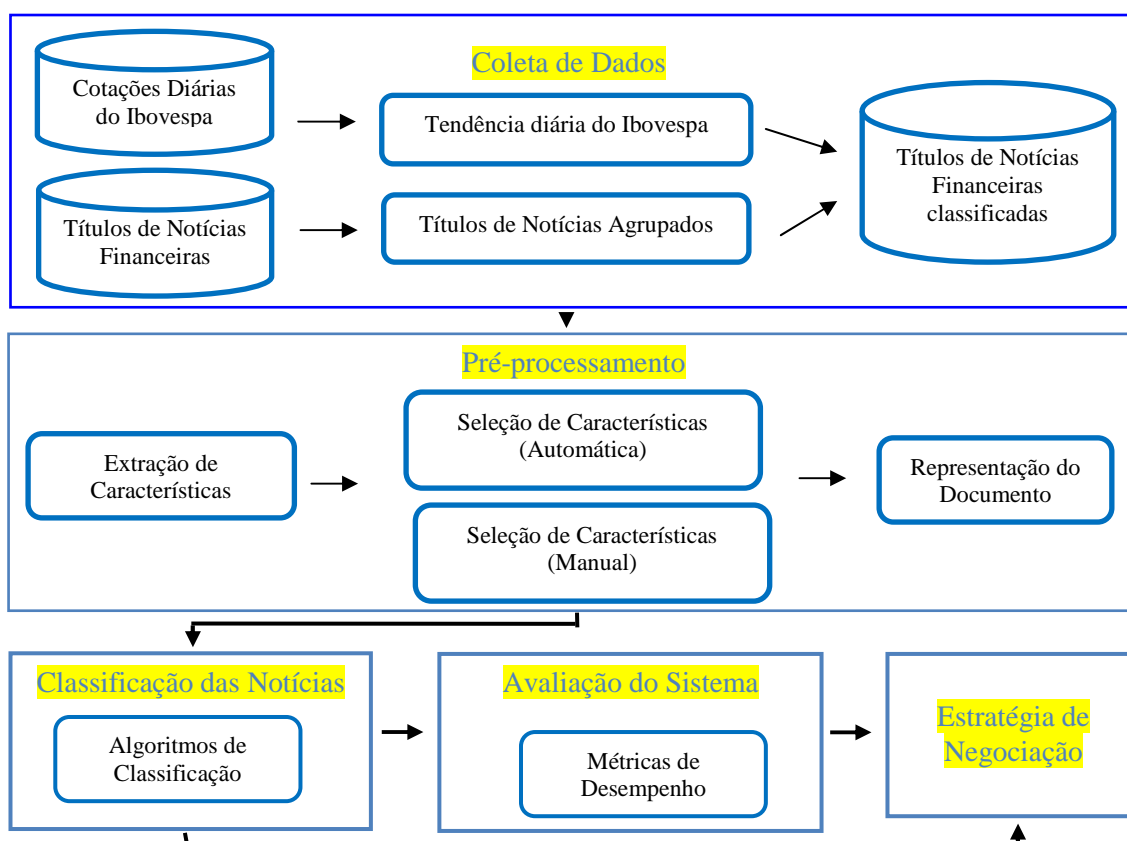 Coleta de Dados
Cotações Diárias
do Ibovespa
Tendência diária do Ibovespa
Títulos de Notícias
Financeiras
classificadas
Títulos de Notícias
Financeiras
Títulos de Notícias Agrupados
Pré-processamento
Extração de
Características
Seleção de Características
(Automática)
Seleção de Características
(Manual)
Representação do
Documento
Classificação das Notícias
Algoritmos de
Classificação
Avaliação do Sistema
Métricas de
Desempenho
Estratégia de
Negociação